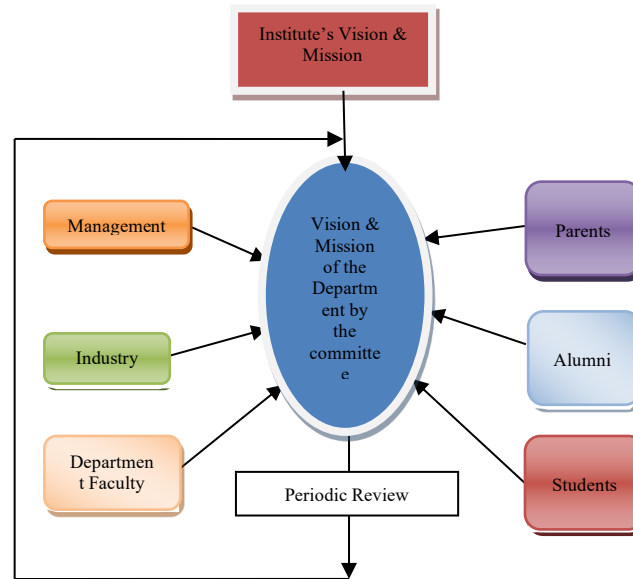 Institute’s Vision &
Mission
Management
Industry
Departmen
t Faculty
Vision &
Mission
of the
Departm
ent by
the
committe
e
Parents
Alumni
Students
Periodic Review